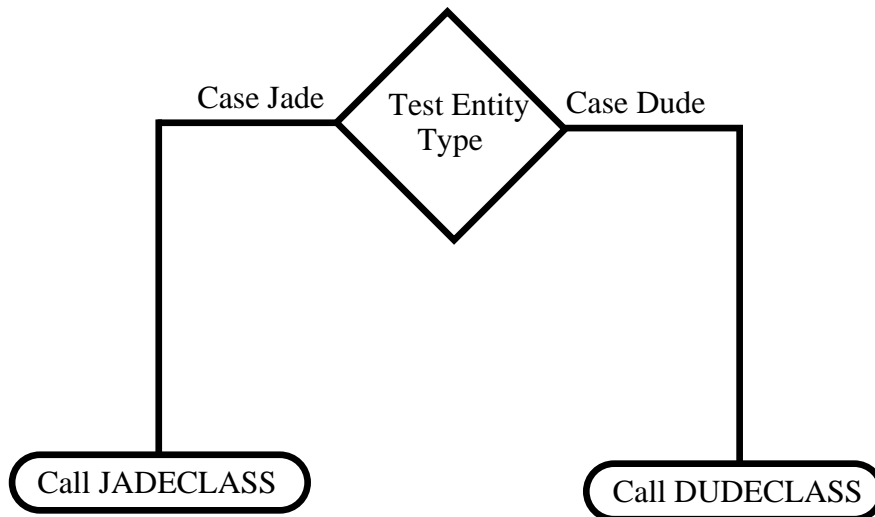 Case Jade
Test Entity
Type
Case Dude
Call JADECLASS
Call DUDECLASS